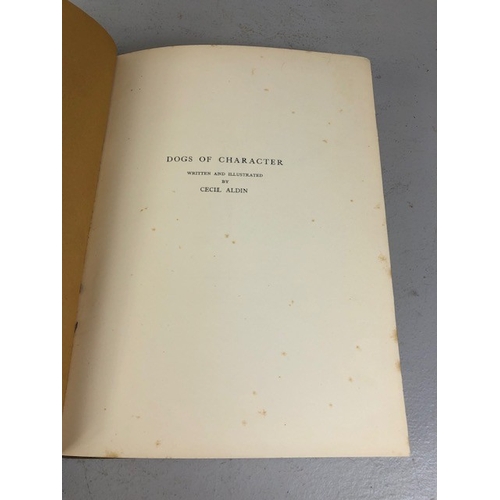 DOGS OF CHARACTER
WRITTEN AND ILLUSTRATED
BY
CECIL ALDIN